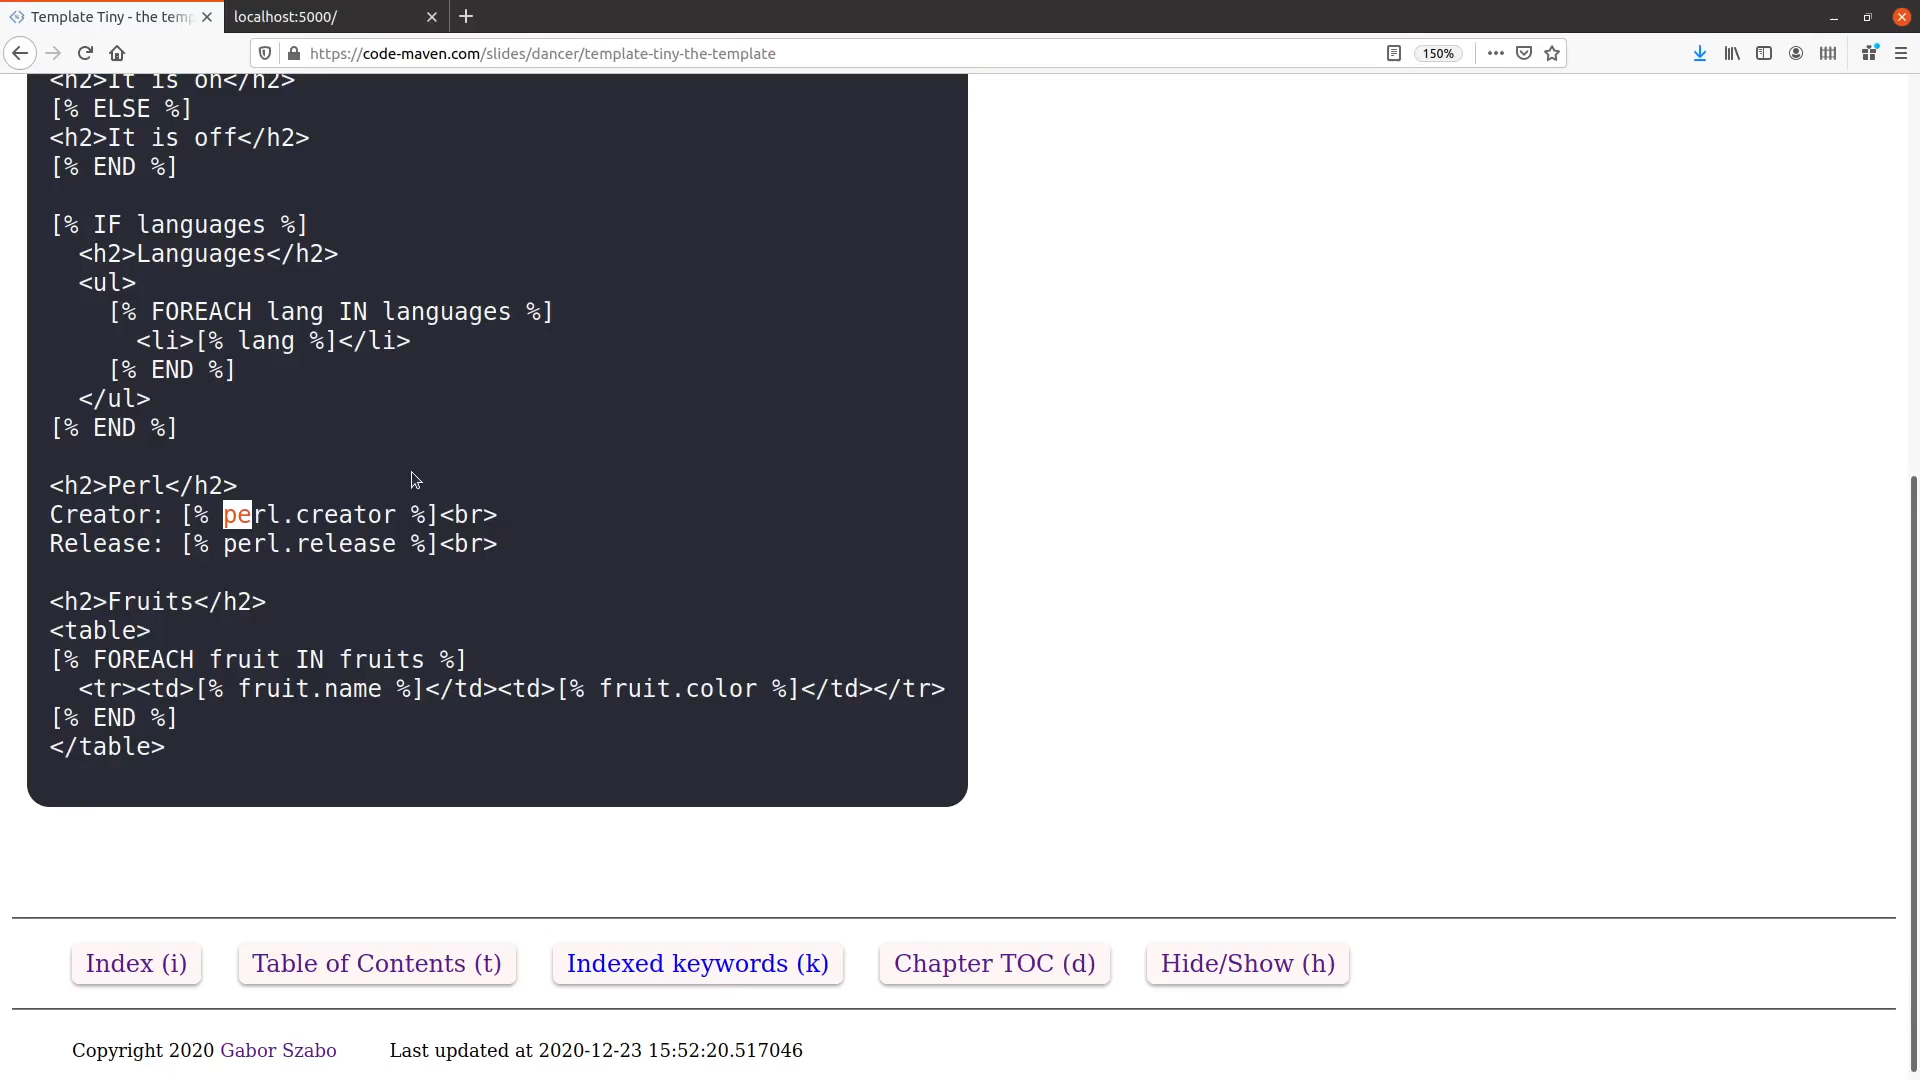 Template Tiny - the temp
localhost:5000/
https://code-maven.com/slides/dancer/template-tiny-the-template
150%
<h2>It is on</h2>
[% ELSE %]
<h2>It is off</h2>
[% END %]
[% IF languages %]
<h2>Languages</h2>
<ul>
[% FOREACH lang IN languages %]
<li>[% lang %]</li>
[% END %]
</ul>
[% END %]
<h2>Perl</h2>
Creator: [% perl.creator %]<br>
Release: [% perl.release %]<br>
<h2>Fruits</h2>
<table>
[% FOREACH fruit IN fruits %]
<tr><td>[% fruit.name %]</td><td>[% fruit.color %]</td></tr>
[% END %]
</table>
Index (i) Table of Contents (t) Indexed keywords (k) Chapter TOC (d) Hide/Show (h)
Copyright 2020 Gabor Szabo Last updated at 2020-12-23 15:52:20.517046